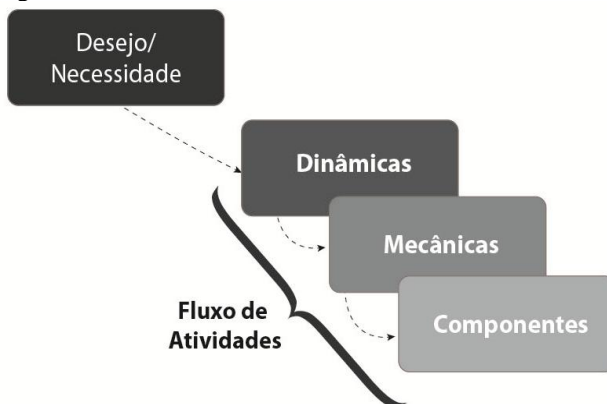 Desejo/
Necessidade
Dinâmicas
Mecânicas
Componentes
Fluxo de
Atividades